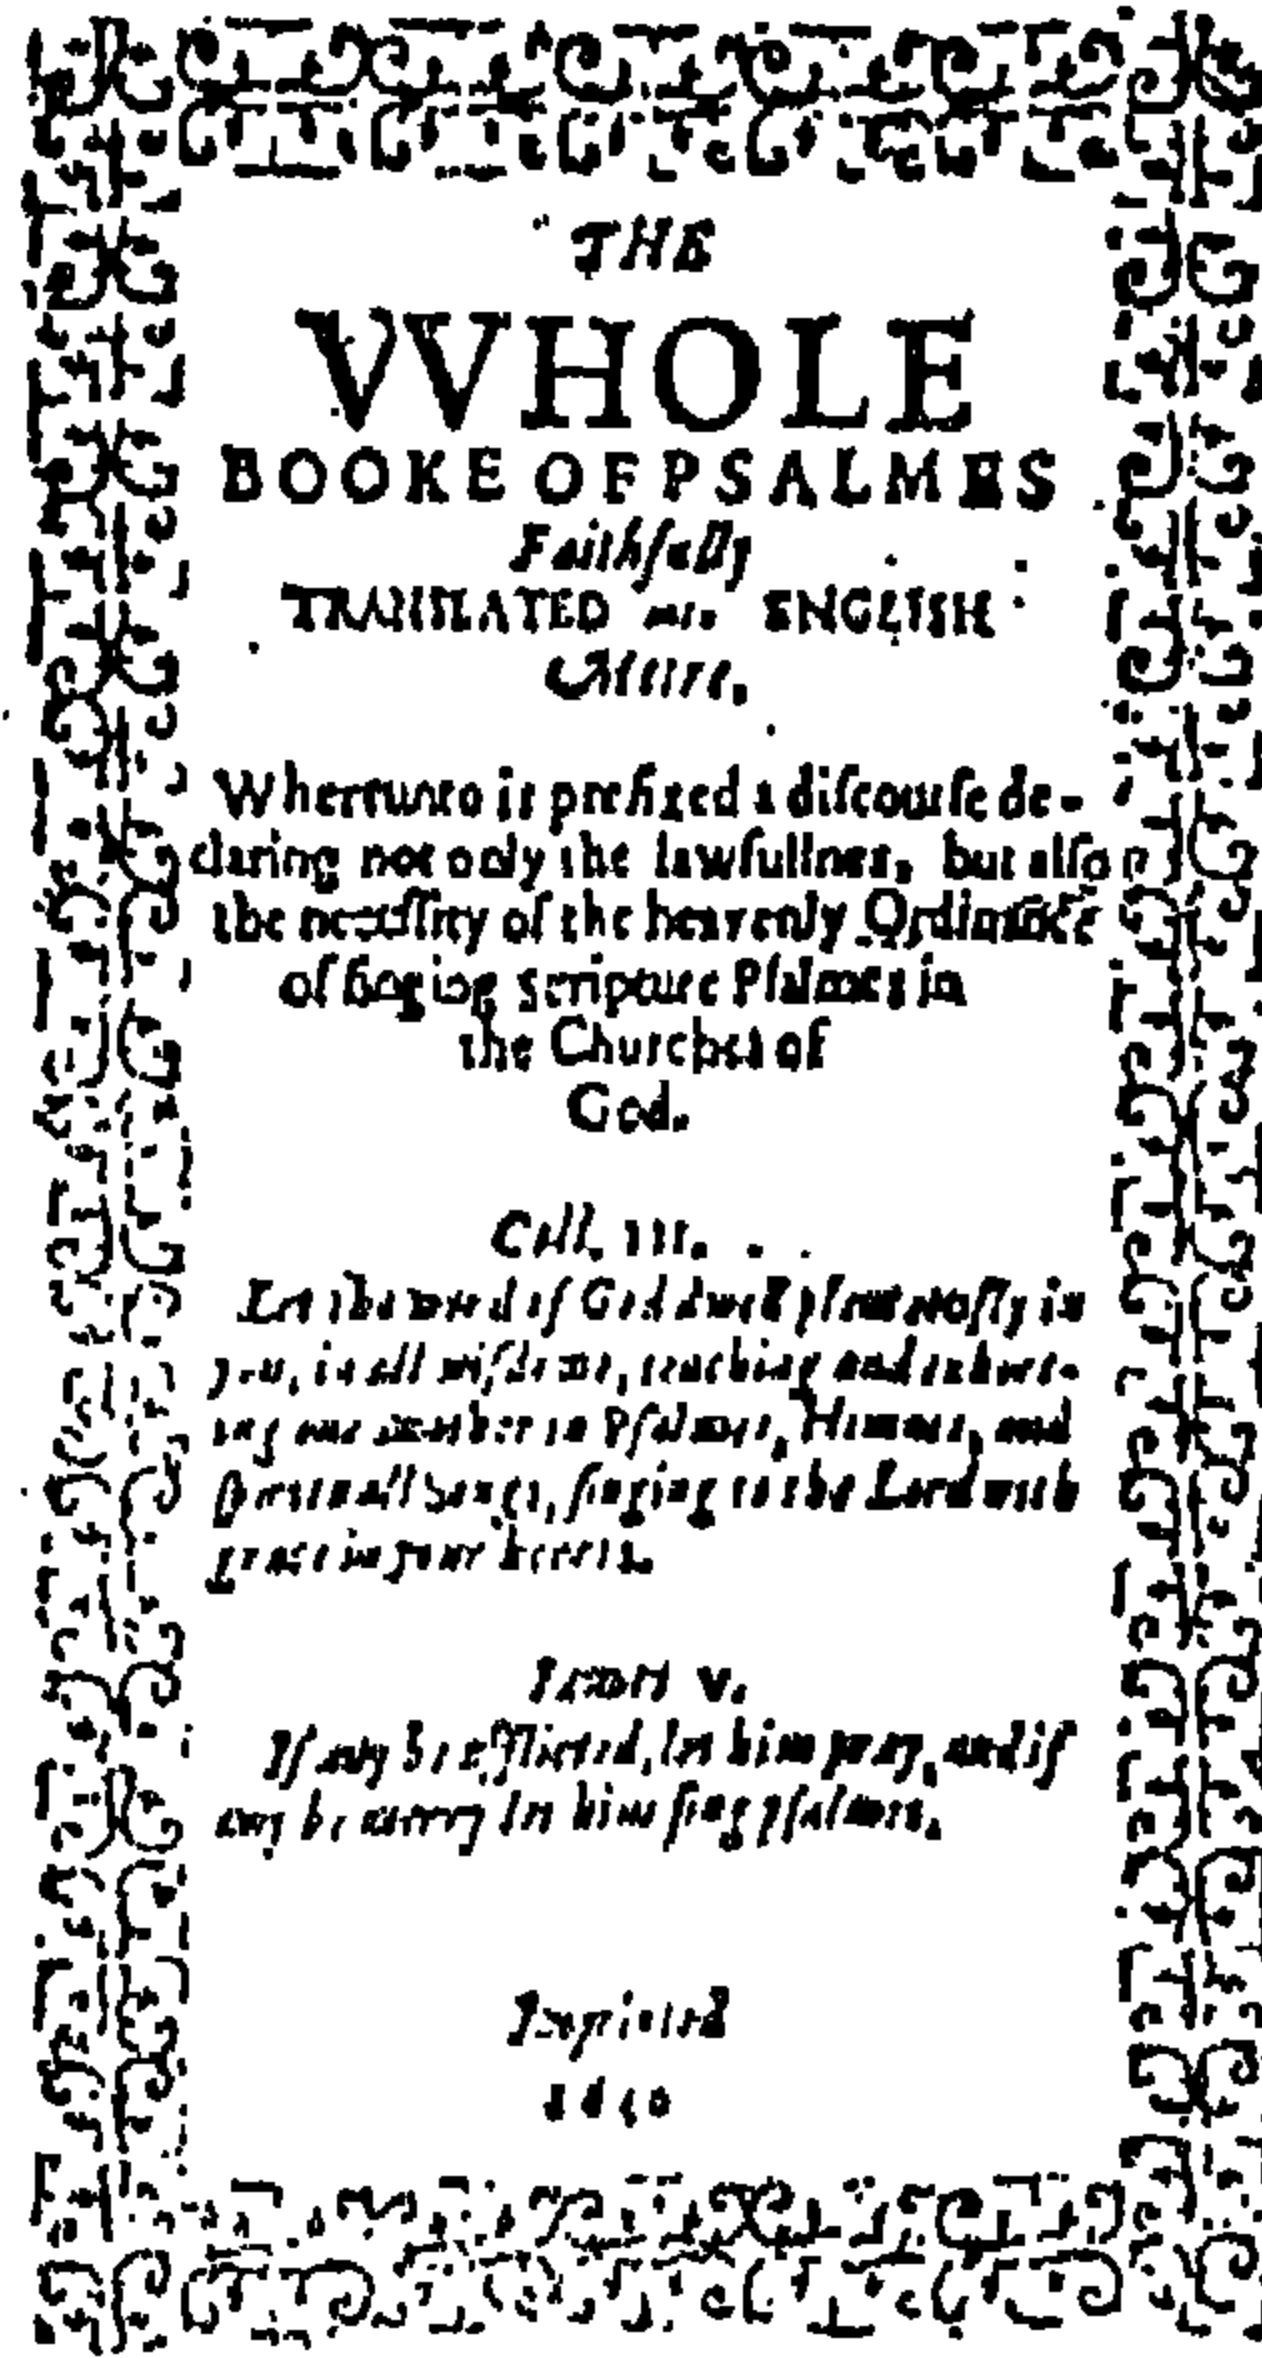 THE
VVHOLE
BOOKE OF PSALMES
Faithfully
TRANSLATED into ENGLISH
Metre.
Whereunto is prefixed a discourse de-
claring not only the lawfullnes, but also
the necessity of the heavenly Ordinance
of singing scripture Psalmes in
the Churches of
God.
Coll. III.
Let the word of God dwell plenteously in
you, in all wisdome, teaching and exhort-
ing one another in Psalmes, Himnes, and
spirituall Songs, singing to the Lord with
grace in your hearts.
Iames V.
If any be afflicted, let him pray, and if
any be merry let him sing psalmes.
Imprinted
1640